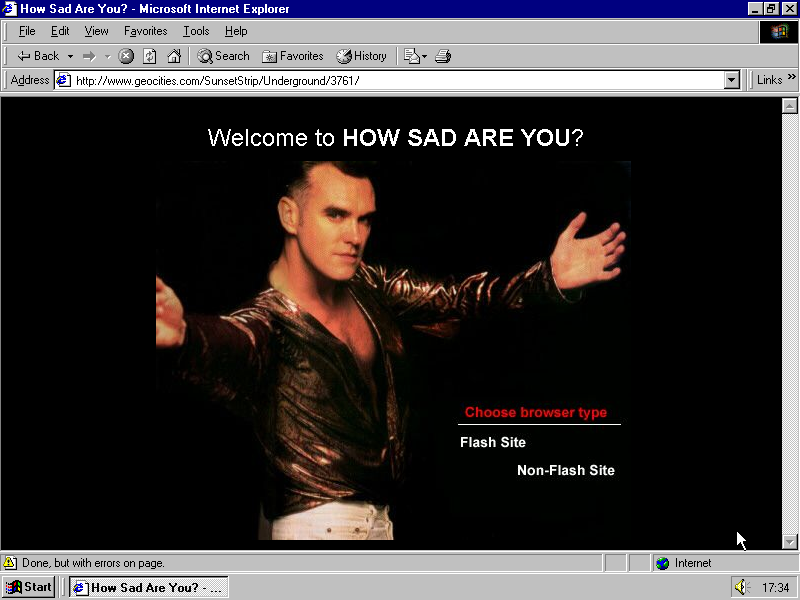 How Sad Are You? - Microsoft Internet Explorer
File Edit View Favorites Tools Help
Back Search Favorites History
Address http://www.geocities.com/SunsetStrip/Underground/3761/ Links »
Welcome to HOW SAD ARE YOU?
Choose browser type
Flash Site
Non-Flash Site
Done, but with errors on page. Internet
Start How Sad Are You? - ... 17:34